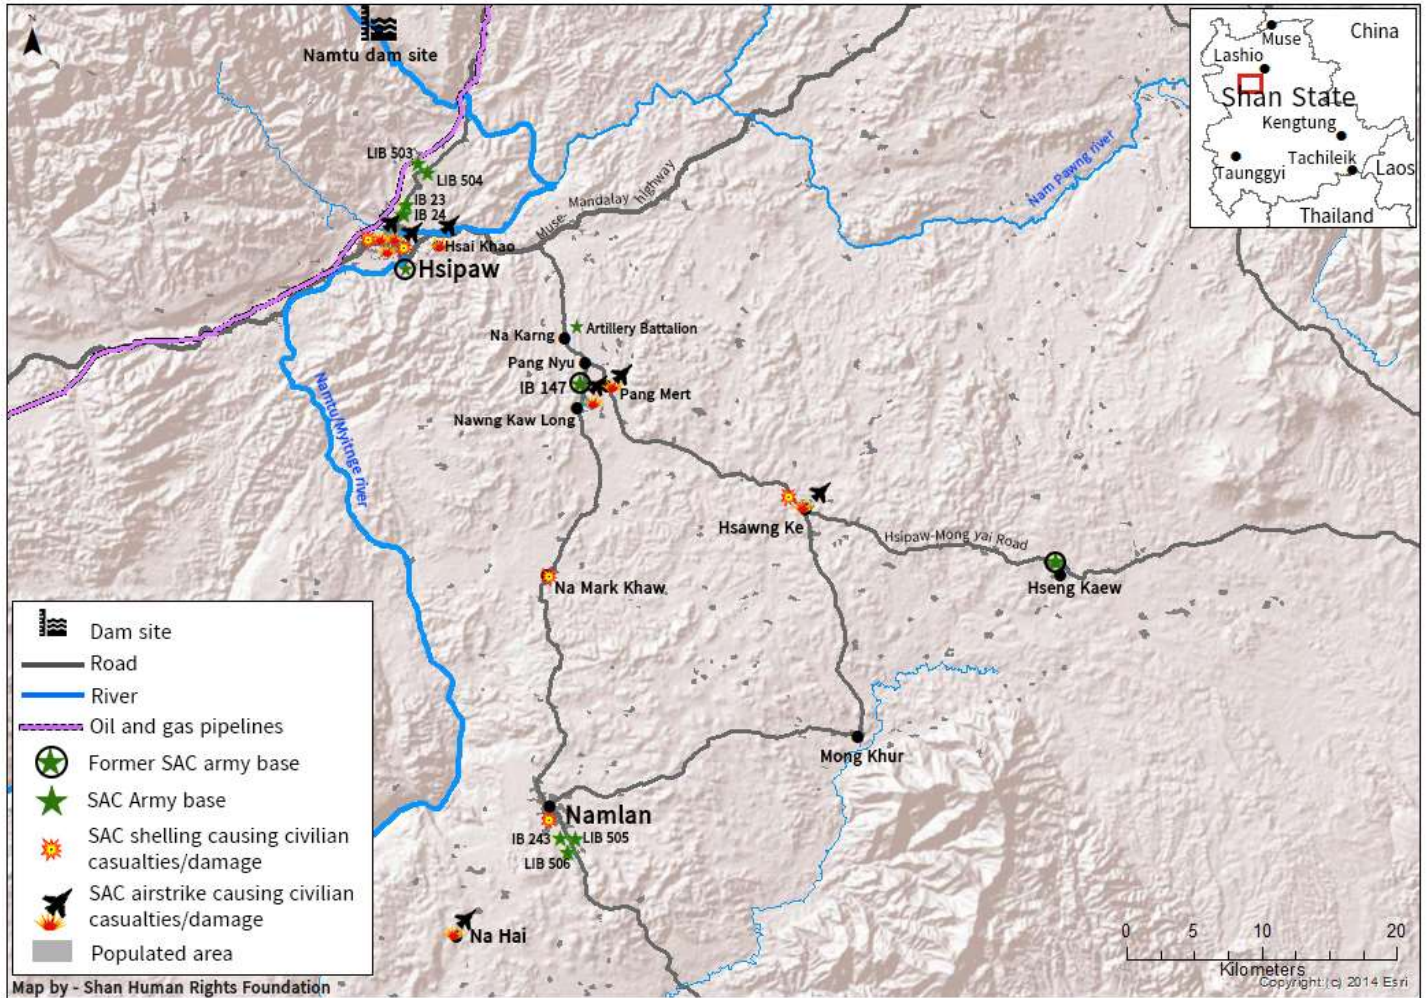 N
Namtu dam site
China
Muse
Lashio
Shan State
Kengtung
Tachileik
Laos
Taunggyi
Thailand
LIB 503
LIB 504
IB 23
IB 24
Nam Pawng river
Muse- Mandalay highway
Hsai Khao
Hsipaw
Artillery Battalion
Na Karng
Pang Nyu
IB 147
Pang Mert
Nawng Kaw Long
Namtu/Myitnge river
Hsawng Ke
Hsipaw-Mong yai Road
Hseng Kaew
Na Mark Khaw
Mong Khur
Namlan
IB 243
LIB 505
LIB 506
Na Hai
Dam site
Road
River
Oil and gas pipelines
Former SAC army base
SAC Army base
SAC shelling causing civilian
casualties/damage
SAC airstrike causing civilian
casualties/damage
Populated area
0 5 10 20
Kilometers
Copyright:(c) 2014 Esri
Map by - Shan Human Rights Foundation